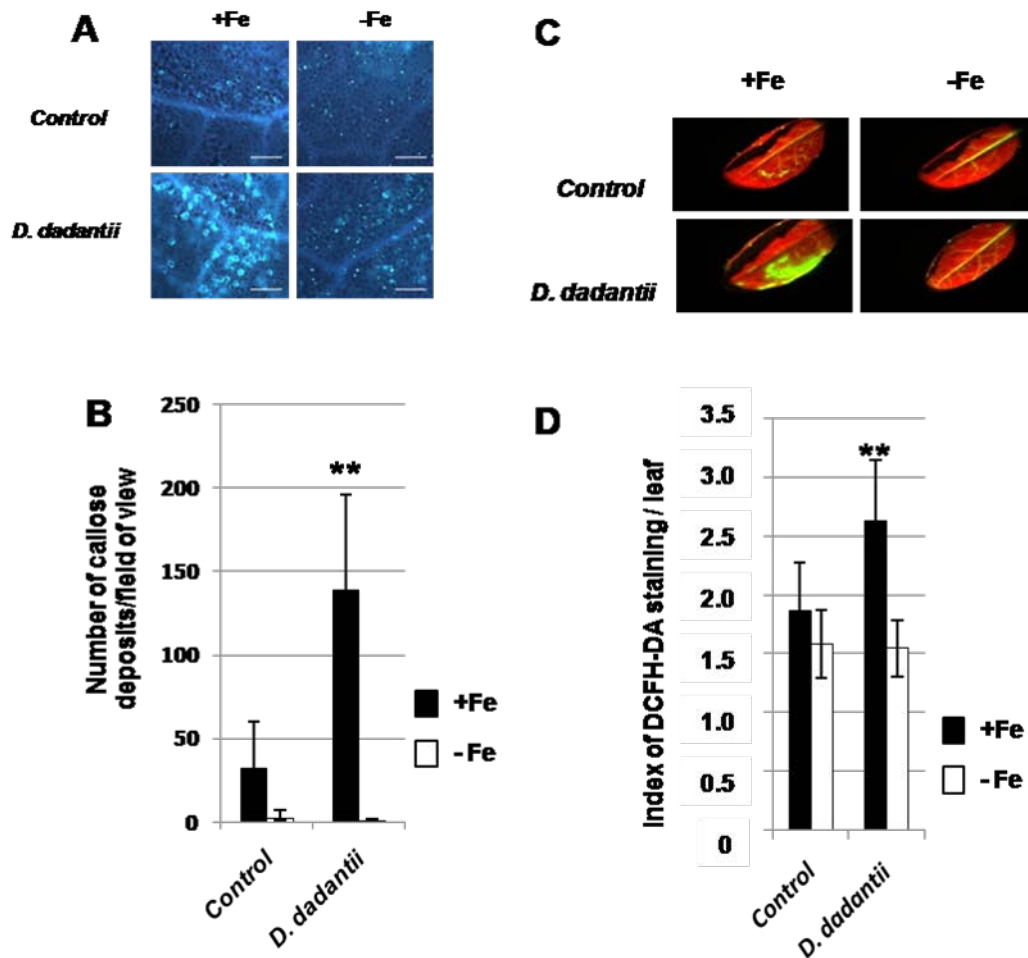 A
+Fe -Fe
Control
D. dadantii
B
Number of callose
deposits/field of view
250
200
150
100
50
0
**
+Fe
-Fe
Control
D. dadantii
C
+Fe -Fe
Control
D. dadantii
D
Index of DCFH-DA staining / leaf
3.5
3.0
2.5
2.0
1.5
1.0
0.5
0
**
+Fe
-Fe
Control
D. dadantii